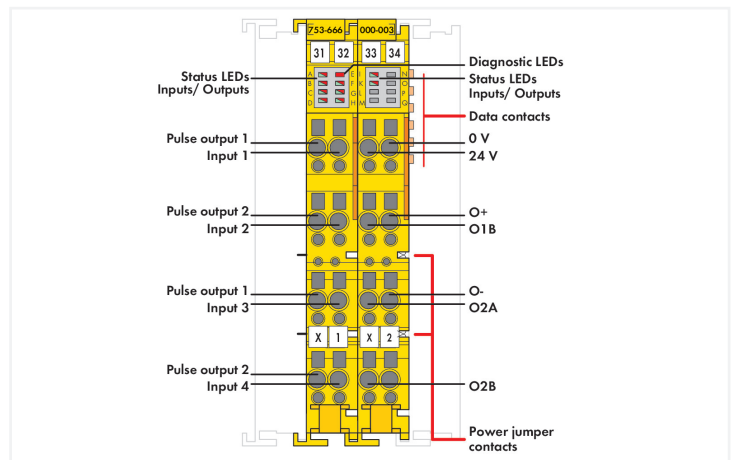 753-666 000-003
31 32 33 34
Diagnostic LEDs
Status LEDs
Inputs/ Outputs
Status LEDs
Inputs/ Outputs
A E I N
B F K O
C G L P
D H M Q
Data contacts
Pulse output 1
Input 1
0 V
24 V
Pulse output 2
Input 2
O+
O1B
Pulse output 1
Input 3
O-
O2A
X 1 X 2
Pulse output 2
Input 4
O2B
Power jumper
contacts